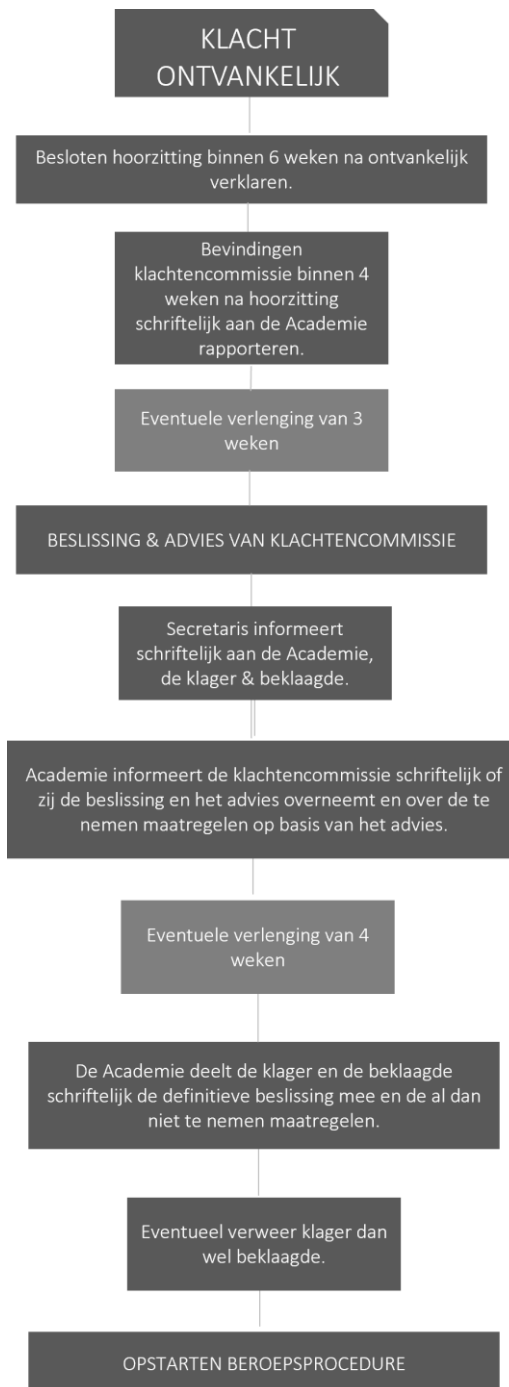 KLACHT
ONTVANKELIJK
Besloten hoorzitting binnen 6 weken na ontvankelijk
verklaren.
Bevindingen
klachtencommissie binnen 4
weken na hoorzitting
schriftelijk aan de Academie
rapporteren.
Eventuele verlenging van 3
weken
BESLISSING & ADVIES VAN KLACHTENCOMMISSIE
Secretaris informeert
schriftelijk aan de Academie,
de klager & beklaagde.
Academie informeert de klachtencommissie schriftelijk of
zij de beslissing en het advies overneemt en over de te
nemen maatregelen op basis van het advies.
Eventuele verlenging van 4
weken
De Academie deelt de klager en de beklaagde
schriftelijk de definitieve beslissing mee en de al dan
niet te nemen maatregelen.
Eventueel verweer klager dan
wel beklaagde.
OPSTARTEN BEROEPSPROCEDURE